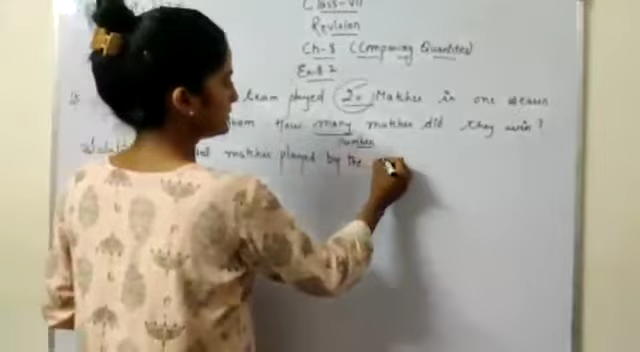 Class-VII
Revision
Ch-8 (Comparing Quantities)
Ex 8.2
team played 20 Matches in one season
them How many matches did they win?
number
matches played by the